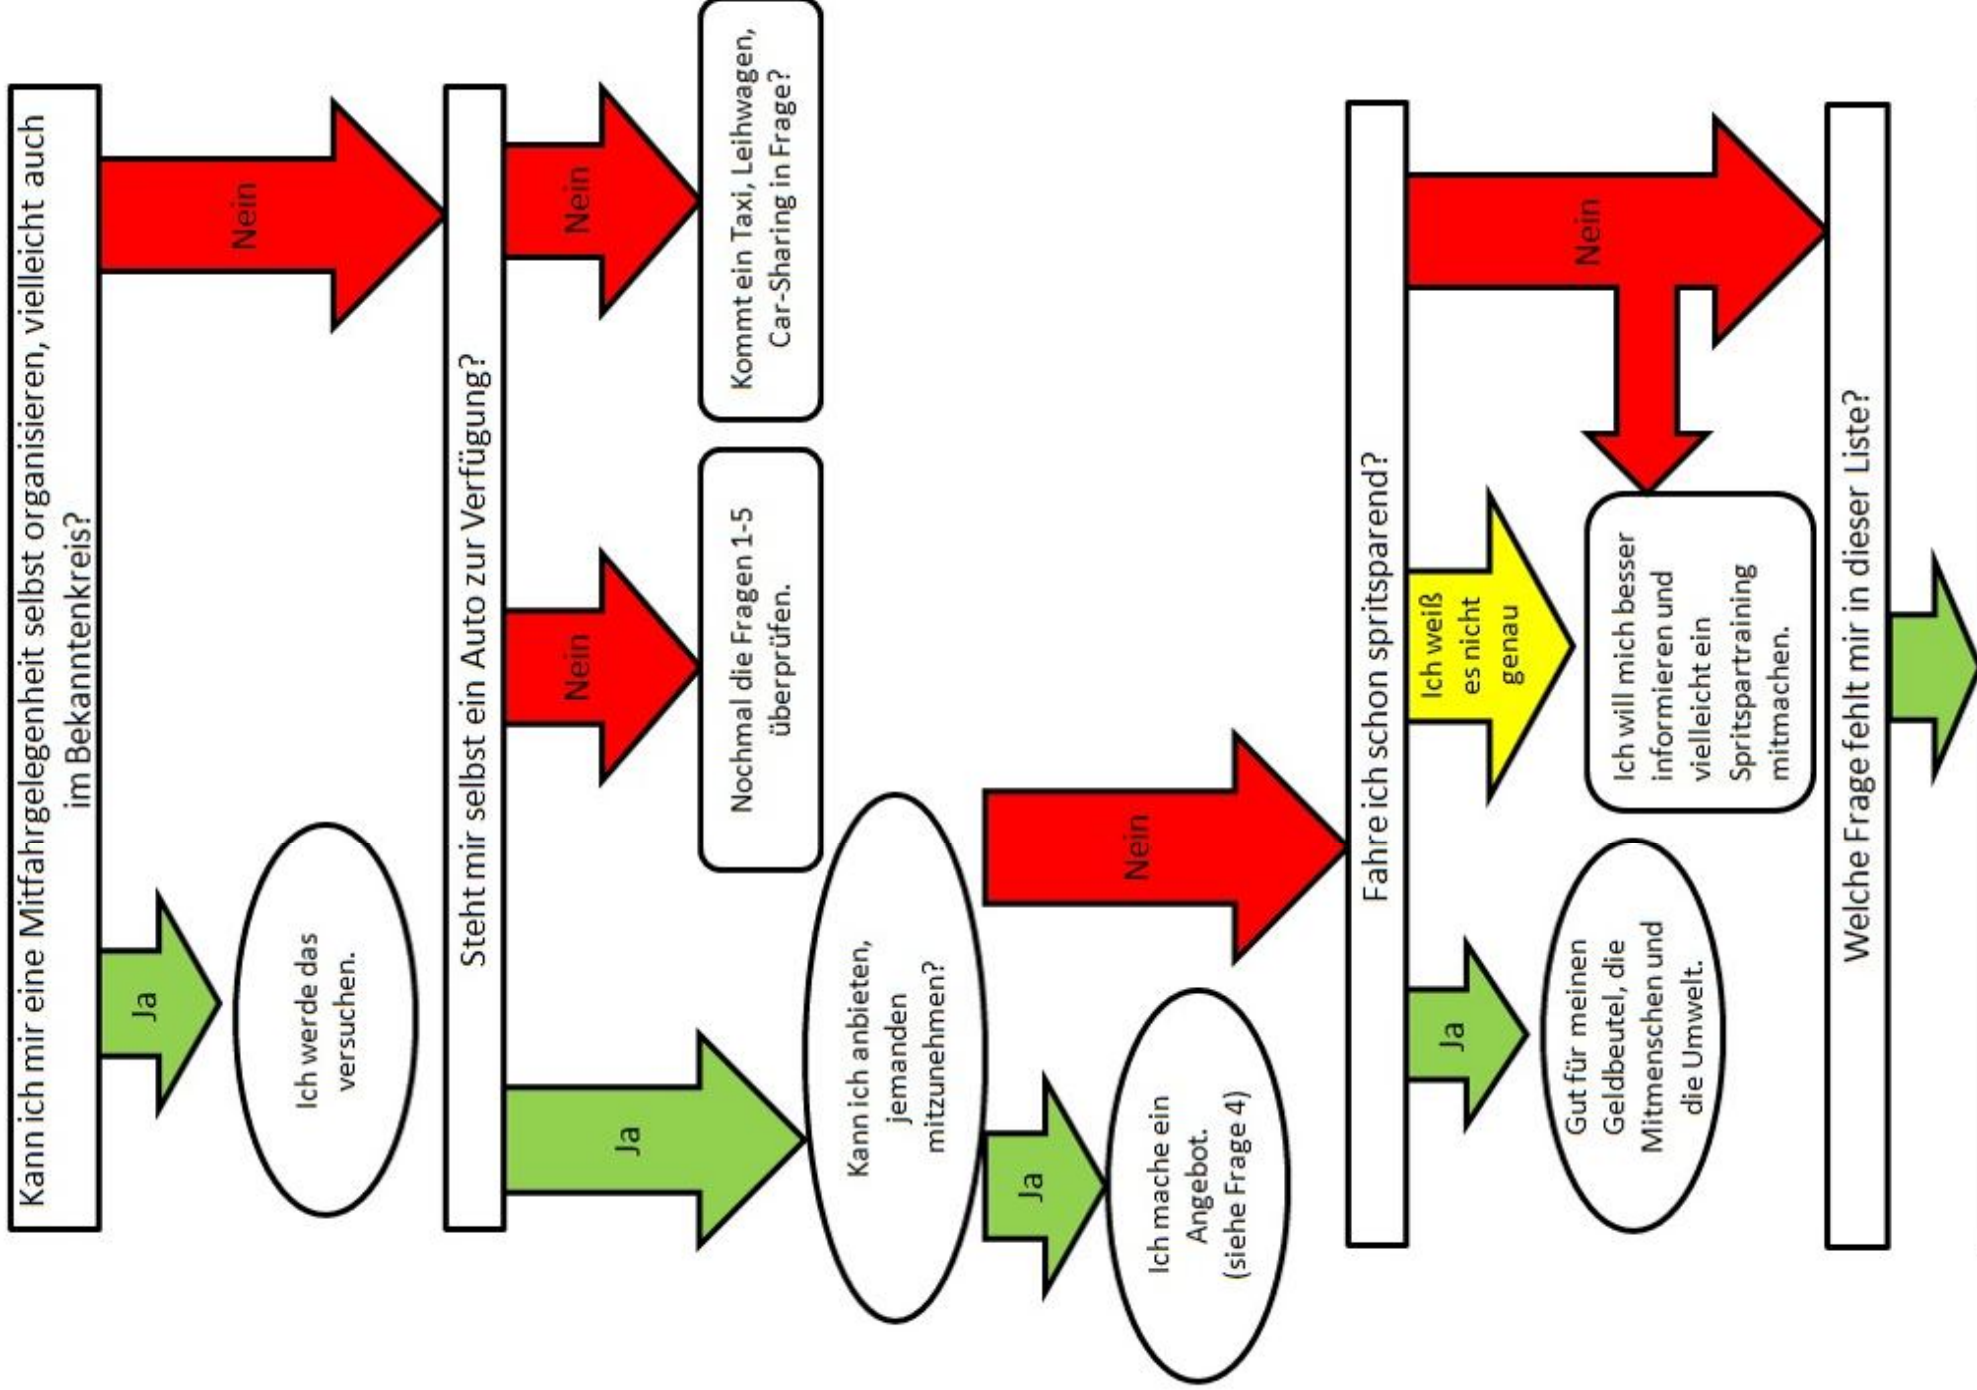 Kann ich mir eine Mitfahrgelegenheit selbst organisieren, vielleicht auch
im Bekanntenkreis?
Ja
Nein
Ich werde das
versuchen.
Steht mir selbst ein Auto zur Verfügung?
Ja
Nein
Nein
Nochmal die Fragen 1-5
überprüfen.
Kommt ein Taxi, Leihwagen,
Car-Sharing in Frage?
Kann ich anbieten,
jemanden
mitzunehmen?
Ja
Nein
Ich mache ein
Angebot.
(siehe Frage 4)
Fahre ich schon spritsparend?
Ja
Ich weiß
es nicht
genau
Nein
Gut für meinen
Geldbeutel, die
Mitmenschen und
die Umwelt.
Ich will mich besser
informieren und
vielleicht ein
Spritspartraining
mitmachen.
Welche Frage fehlt mir in dieser Liste?